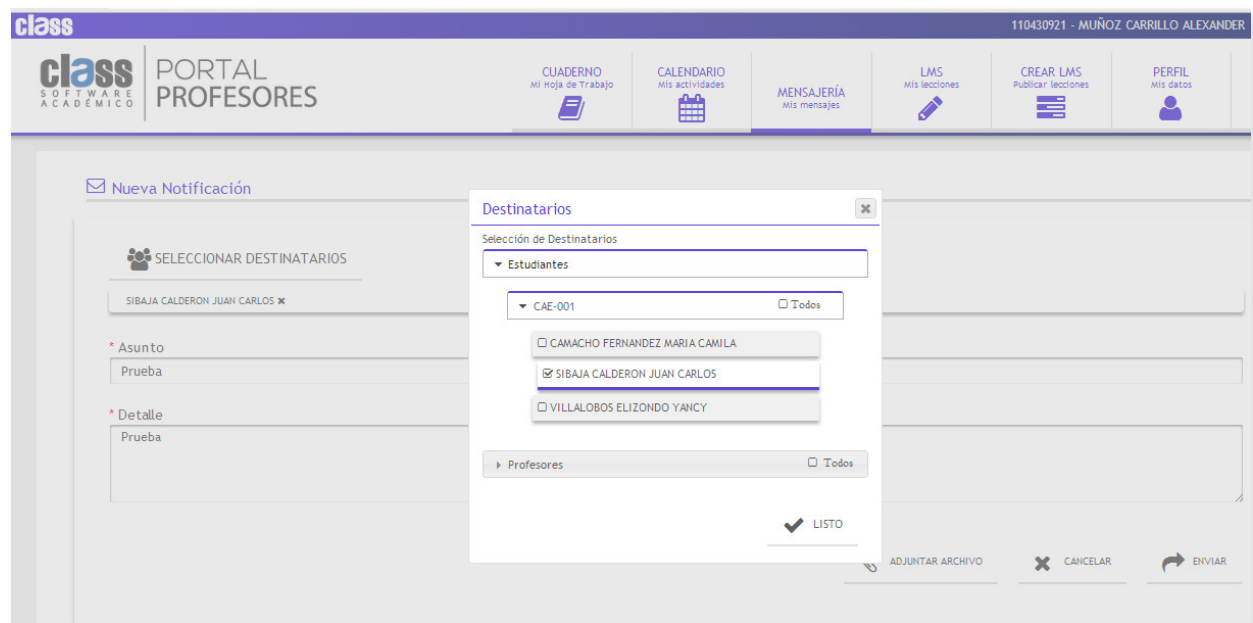 class
110430921 - MUÑOZ CARRILLO ALEXANDER
class
SOFTWARE
ACADÉMICO
PORTAL
PROFESORES
CUADERNO
Mi Hoja de Trabajo
CALENDARIO
Mis actividades
MENSAJERÍA
Mis mensajes
LMS
Mis lecciones
CREAR LMS
Publicar lecciones
PERFIL
Mis datos
Nueva Notificación
SELECCIONAR DESTINATARIOS
SIBAJA CALDERON JUAN CARLOS
* Asunto
Prueba
* Detalle
Prueba
Destinatarios
Selección de Destinatarios
Estudiantes
CAE-001 Todos
CAMACHO FERNANDEZ MARIA CAMILA
SIBAJA CALDERON JUAN CARLOS
VILLALOBOS ELIZONDO YANCY
Profesores Todos
LISTO
ADJUNTAR ARCHIVO CANCELAR ENVIAR